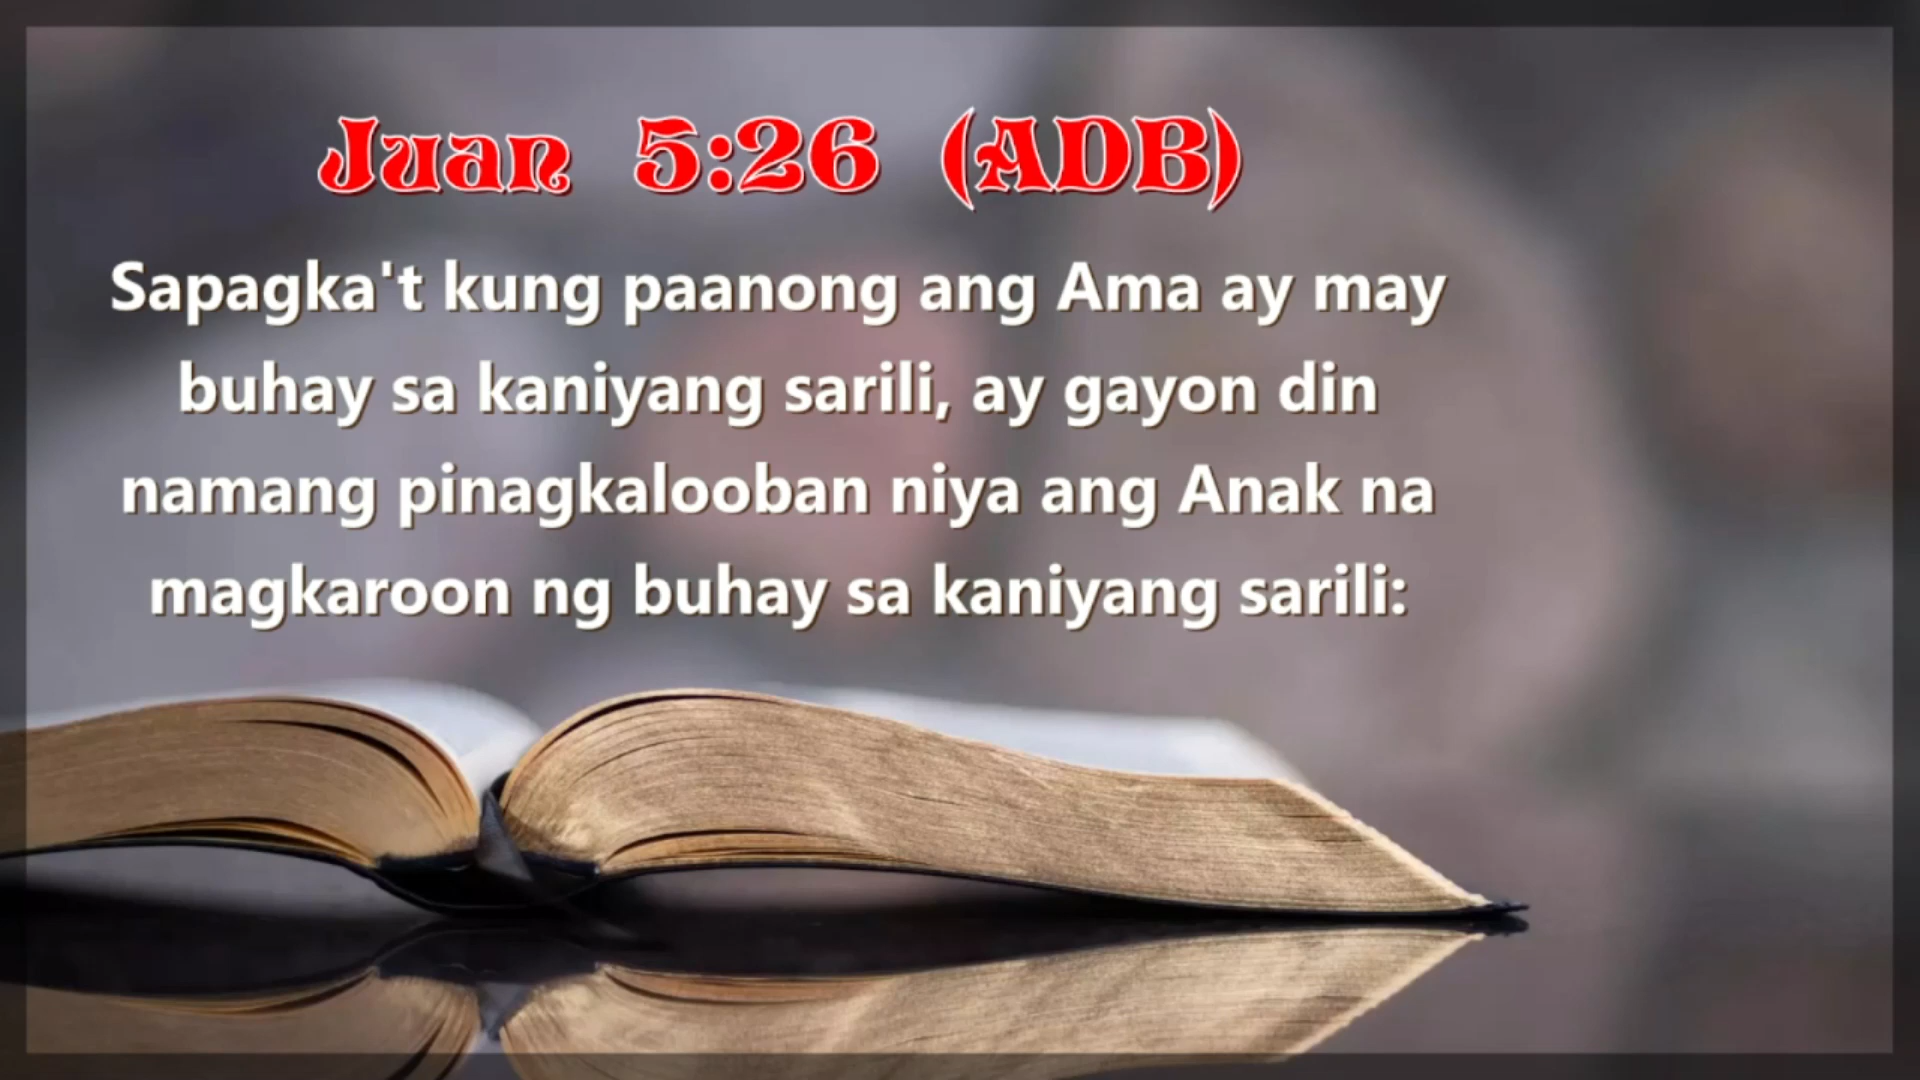 Juan 5:26 (ADB)
Sapagka't kung paanong ang Ama ay may
buhay sa kaniyang sarili, ay gayon din
namang pinagkalooban niya ang Anak na
magkaroon ng buhay sa kaniyang sarili: